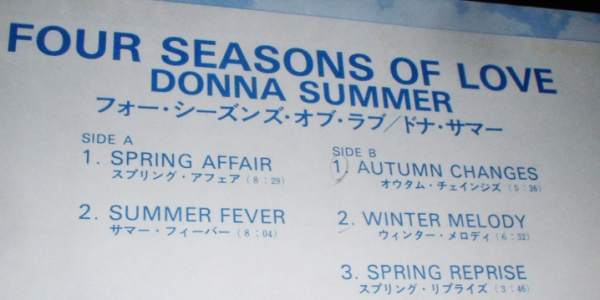 FOUR SEASONS OF LOVE
DONNA SUMMER
フォー・シーズンズ・オブ・ラブ/ドナ・サマー
SIDE A
1. SPRING AFFAIR
スプリング・アフェア(8:29)
2. SUMMER FEVER
サマー・フィーバー(8:04)
SIDE B
1. AUTUMN CHANGES
オウタム・チェインジズ(5:26)
2. WINTER MELODY
ウィンター・メロディ(6:32)
3. SPRING REPRISE
スプリング・リプライズ(3:46)